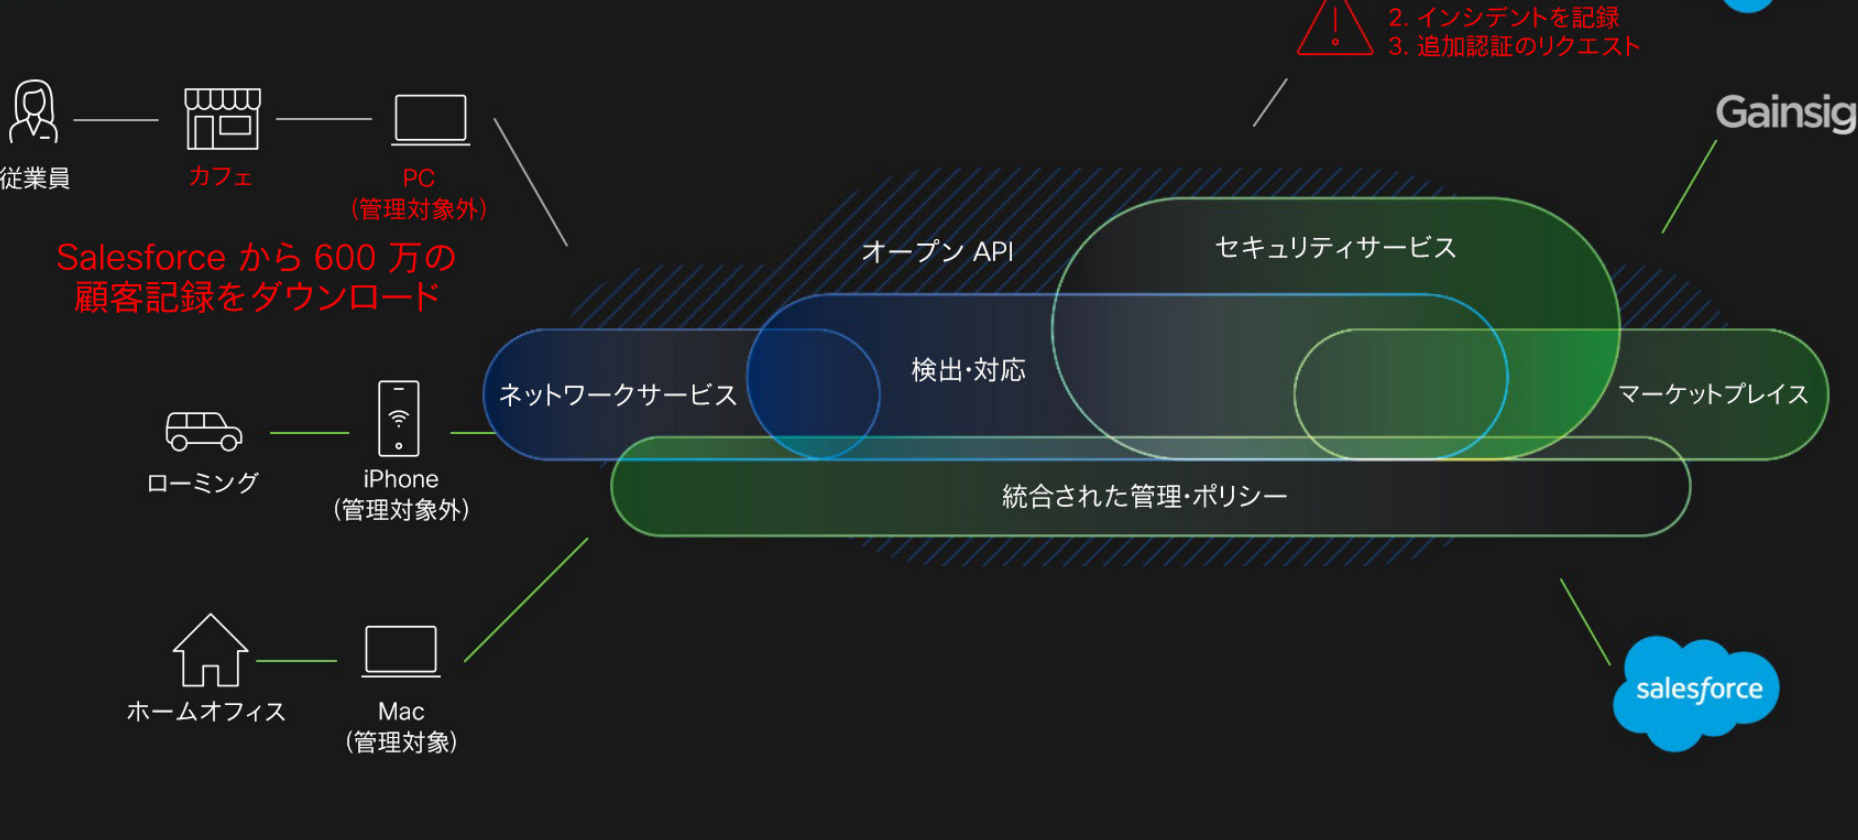 2. インシデントを記録
3. 追加認証のリクエスト
Gainsig
従業員
カフェ
PC
(管理対象外)
Salesforce から 600 万の
顧客記録をダウンロード
オープン API
セキュリティサービス
検出・対応
ネットワークサービス
マーケットプレイス
統合された管理・ポリシー
ローミング
iPhone
(管理対象外)
ホームオフィス
Mac
(管理対象)
salesforce